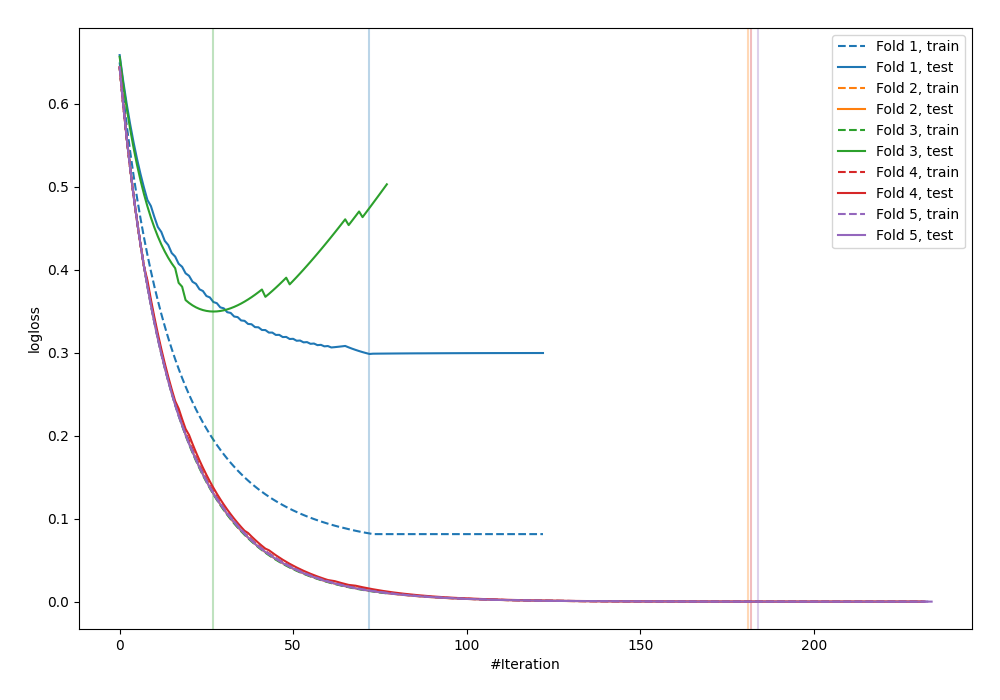 Fold 1, train
Fold 1, test
Fold 2, train
Fold 2, test
Fold 3, train
Fold 3, test
Fold 4, train
Fold 4, test
Fold 5, train
Fold 5, test
logloss
0.6
0.5
0.4
0.3
0.2
0.1
0.0
0 50 100 150 200
#Iteration